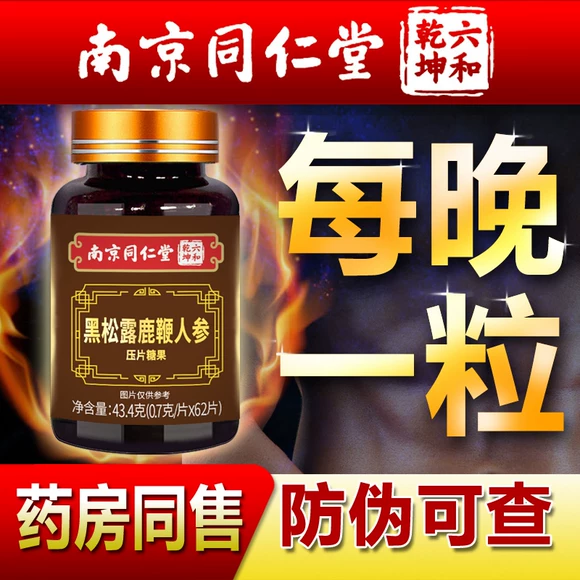 南京同仁堂 乾坤六和
每晚
一粒
南京同仁堂 乾坤六和
黑松露鹿鞭人参
压片糖果
图片仅供参考
净含量:43.4克(0.7克/片x62片)
药房同售 防伪可查